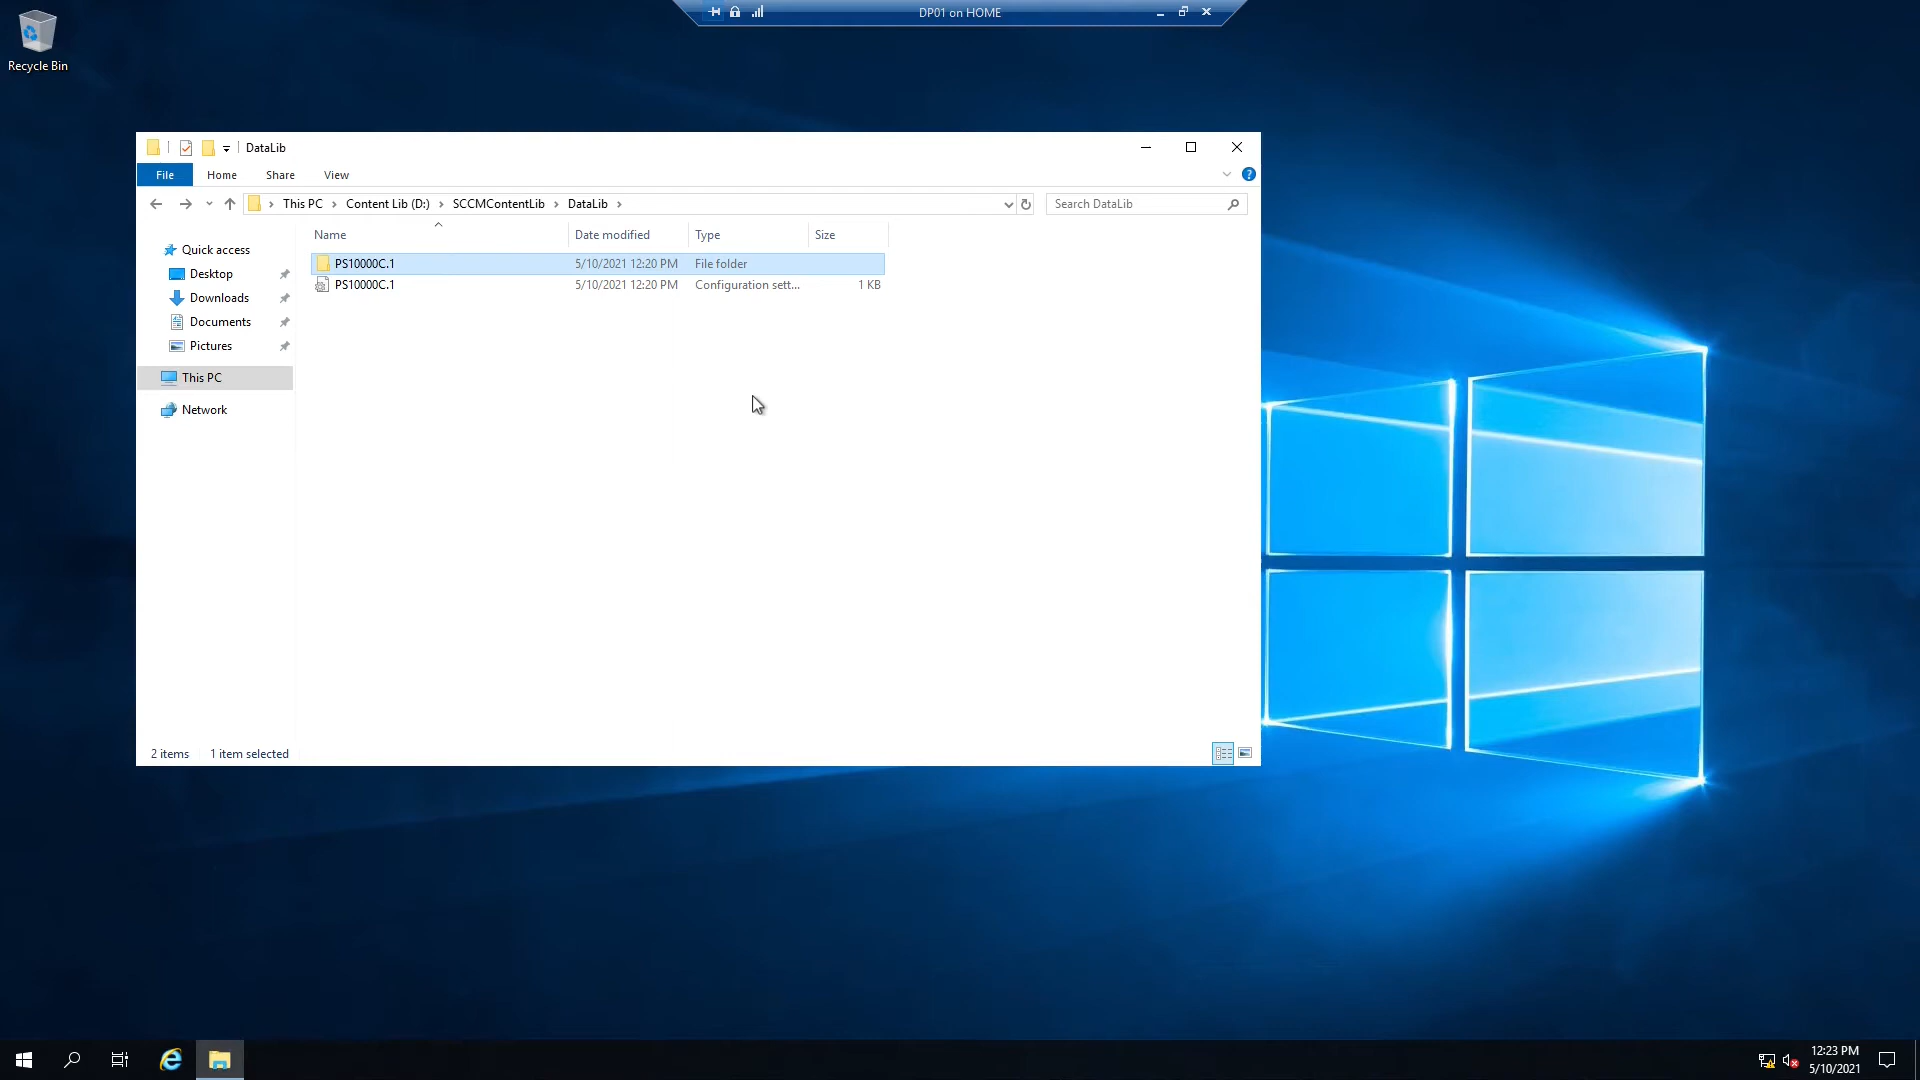 DP01 on HOME
Recycle Bin
DataLib
File Home Share View
This PC Content Lib (D:) SCCMContentLib DataLib
Search DataLib
Name Date modified Type Size
Quick access
Desktop
Downloads
Documents
Pictures
This PC
Network
PS10000C.1 5/10/2021 12:20 PM File folder
PS10000C.1 5/10/2021 12:20 PM Configuration sett... 1 KB
2 items 1 item selected
12:23 PM
5/10/2021